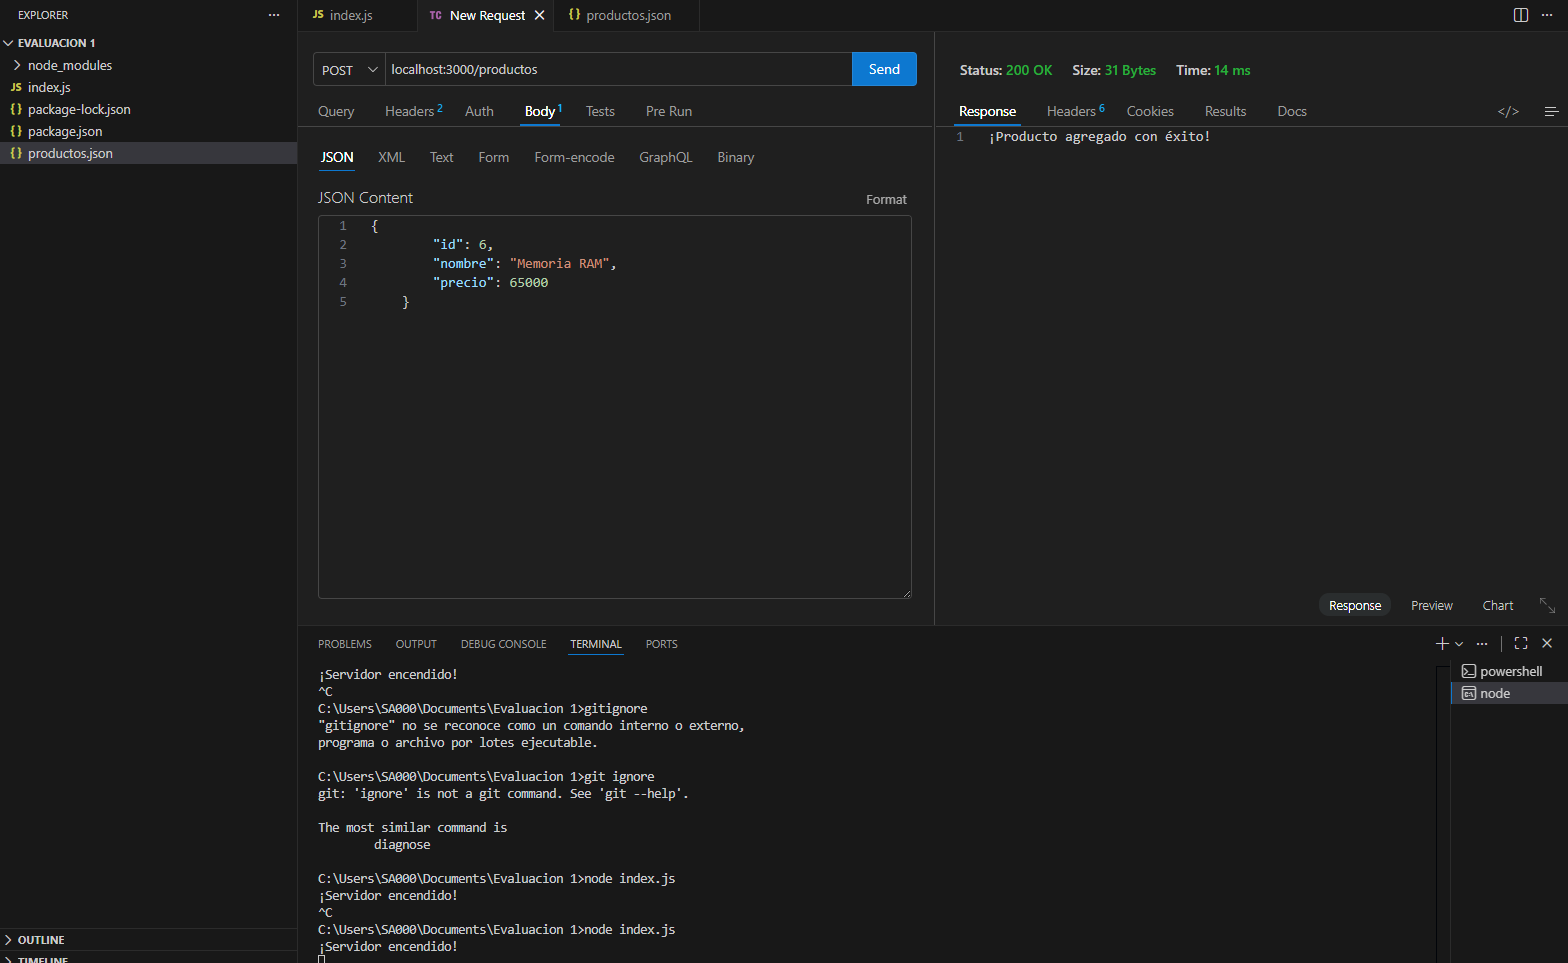 EXPLORER
EVALUACION 1
node_modules
JS index.js
{} package-lock.json
{} package.json
{} productos.json
JS index.js
TC New Request
{} productos.json
POST
localhost:3000/productos
Send
Query
Headers 2
Auth
Body 1
Tests
Pre Run
JSON
XML
Text
Form
Form-encode
GraphQL
Binary
JSON Content
Format
1 {
2 "id": 6,
3 "nombre": "Memoria RAM",
4 "precio": 65000
5 }
Status: 200 OK Size: 31 Bytes Time: 14 ms
Response
Headers 6
Cookies
Results
Docs
</>
1 ¡Producto agregado con éxito!
Response
Preview
Chart
PROBLEMS
OUTPUT
DEBUG CONSOLE
TERMINAL
PORTS
¡Servidor encendido!
^C
C:\Users\SA000\Documents\Evaluacion 1>gitignore
"gitignore" no se reconoce como un comando interno o externo,
programa o archivo por lotes ejecutable.
C:\Users\SA000\Documents\Evaluacion 1>git ignore
git: 'ignore' is not a git command. See 'git --help'.
The most similar command is
diagnose
C:\Users\SA000\Documents\Evaluacion 1>node index.js
¡Servidor encendido!
^C
C:\Users\SA000\Documents\Evaluacion 1>node index.js
¡Servidor encendido!
powershell
node
OUTLINE
TIMELINE